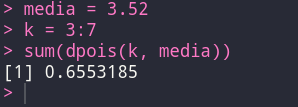 > media = 3.52
> k = 3:7
> sum(dpois(k, media))
[1] 0.6553185
>